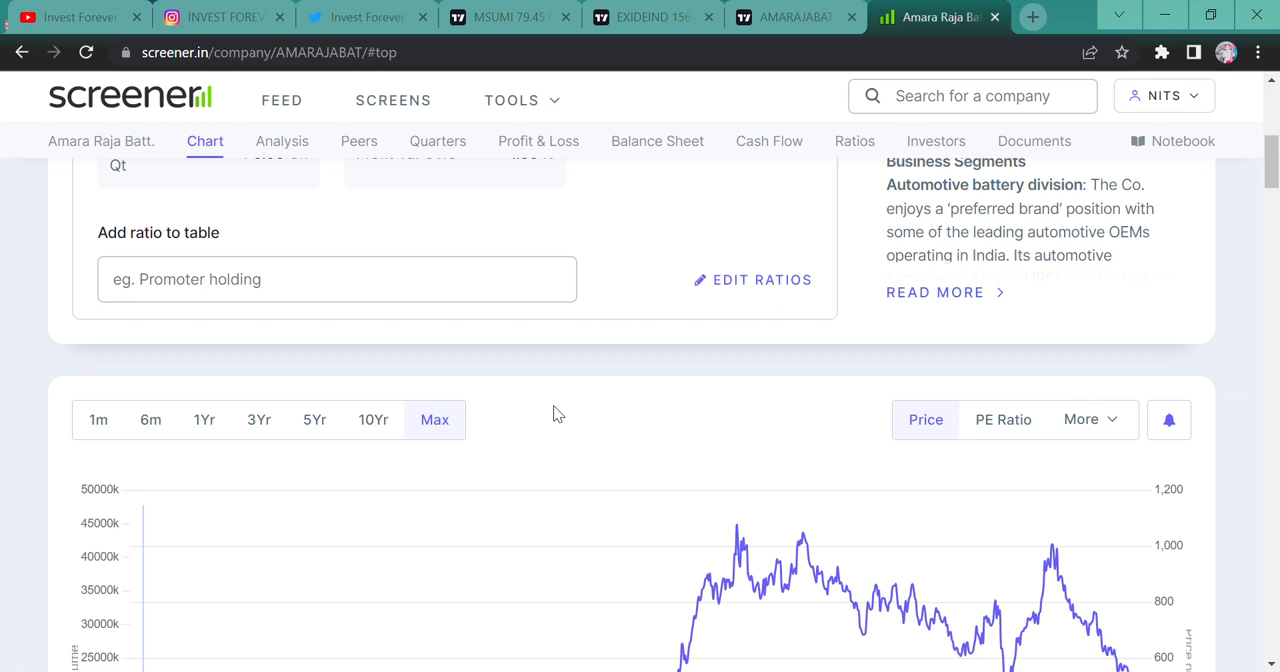 Invest Forever
INVEST FOREV
Invest Forever
MSUMI 79.45
EXIDEIND 156.
AMARAJABAT
Amara Raja Ba
screener.in/company/AMARAJABAT/#top
screener
FEED
SCREENS
TOOLS
Search for a company
NITS
Amara Raja Batt.
Chart
Analysis
Peers
Quarters
Profit & Loss
Balance Sheet
Cash Flow
Ratios
Investors
Documents
Notebook
Qt
Business Segments
Automotive battery division: The Co.
enjoys a ‘preferred brand’ position with
some of the leading automotive OEMs
operating in India. Its automotive
READ MORE
Add ratio to table
eg. Promoter holding
EDIT RATIOS
1m 6m 1Yr 3Yr 5Yr 10Yr Max
Price PE Ratio More
50000k
45000k
40000k
35000k
30000k
25000k
1,200
1,000
800
600